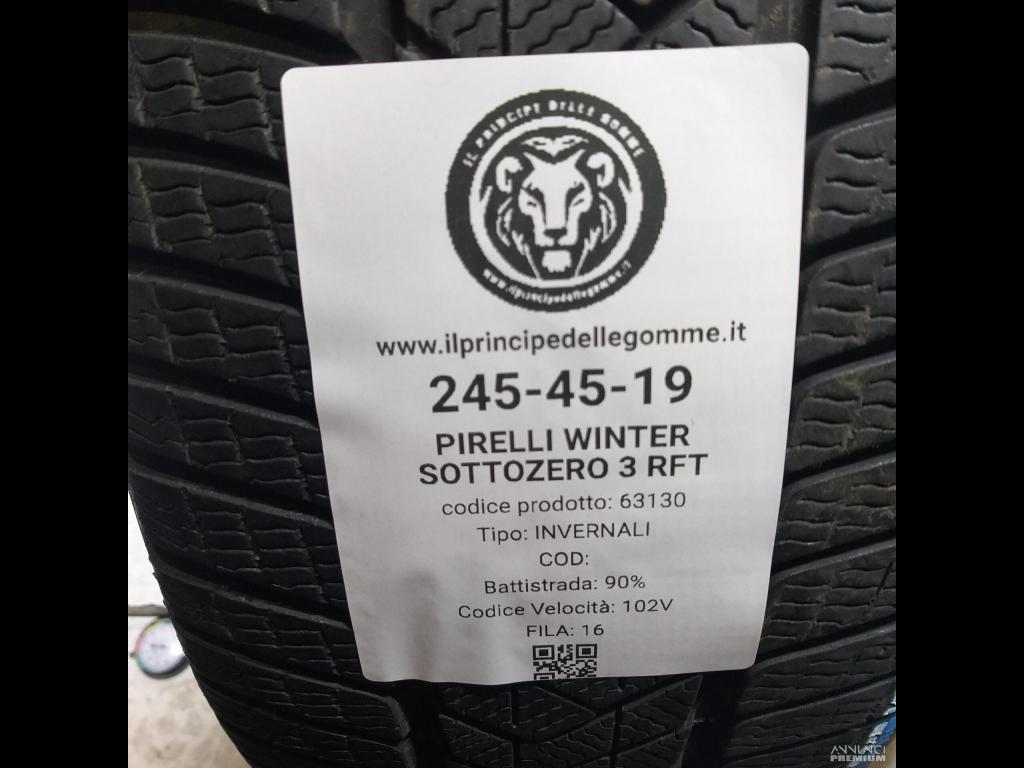 IL PRINCIPE DELLE GOMME
www.ilprincipedellegomme.it
www.ilprincipedellegomme.it
245-45-19
PIRELLI WINTER
SOTTOZERO 3 RFT
codice prodotto: 63130
Tipo: INVERNALI
COD:
Battistrada: 90%
Codice Velocità: 102V
FILA: 16
ANNUNCI
PREMIUM